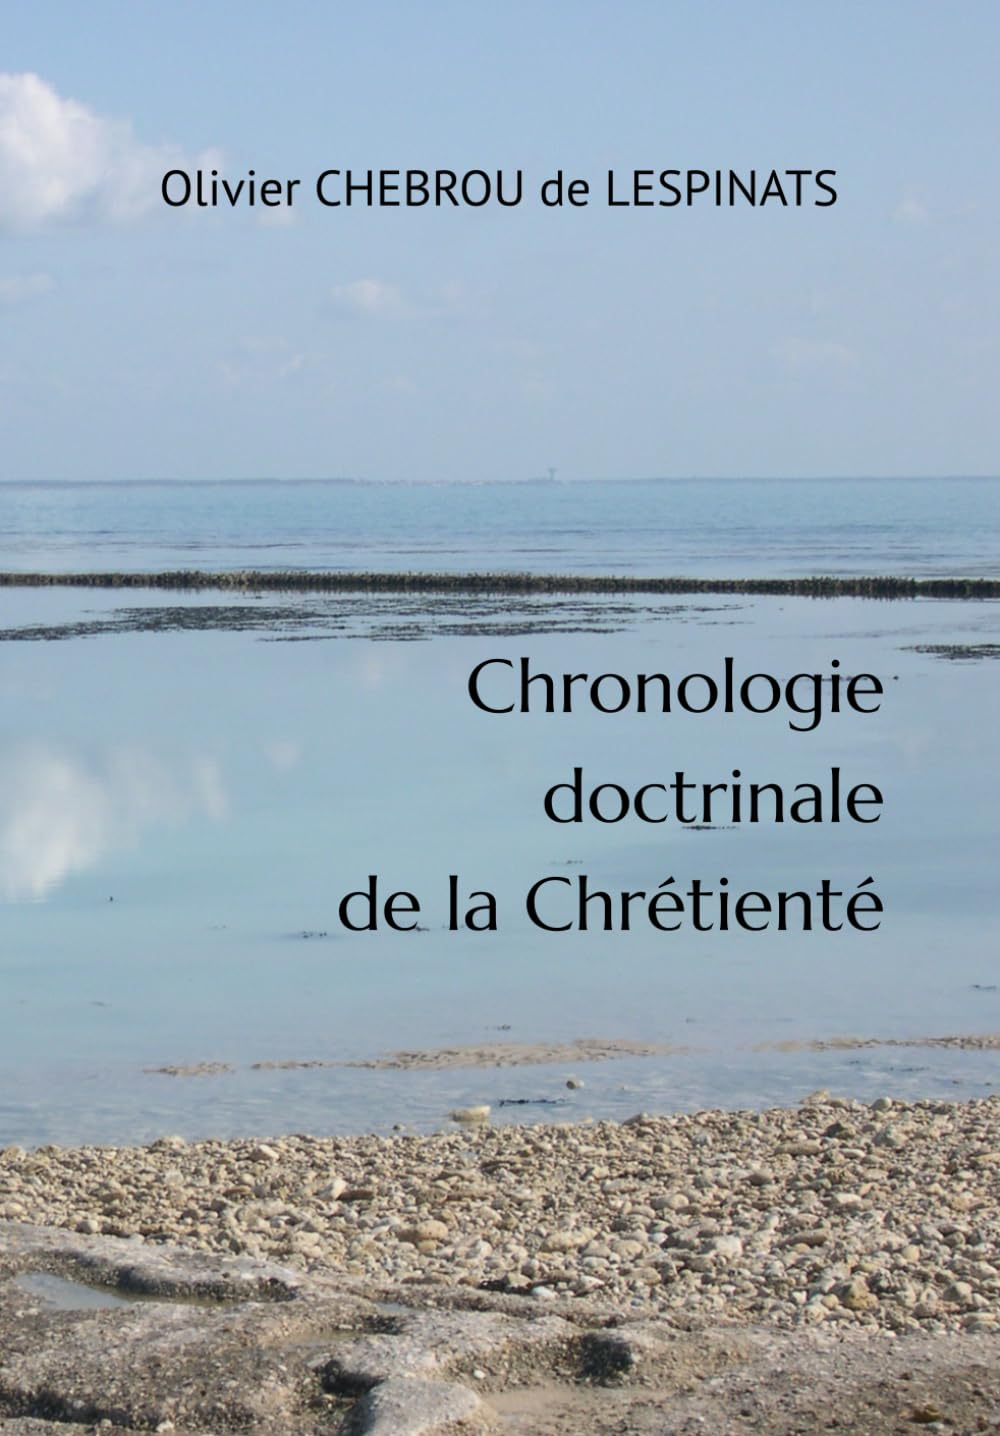 Olivier CHEBROU de LESPINATS
Chronologie
doctrinale
de la Chrétienté